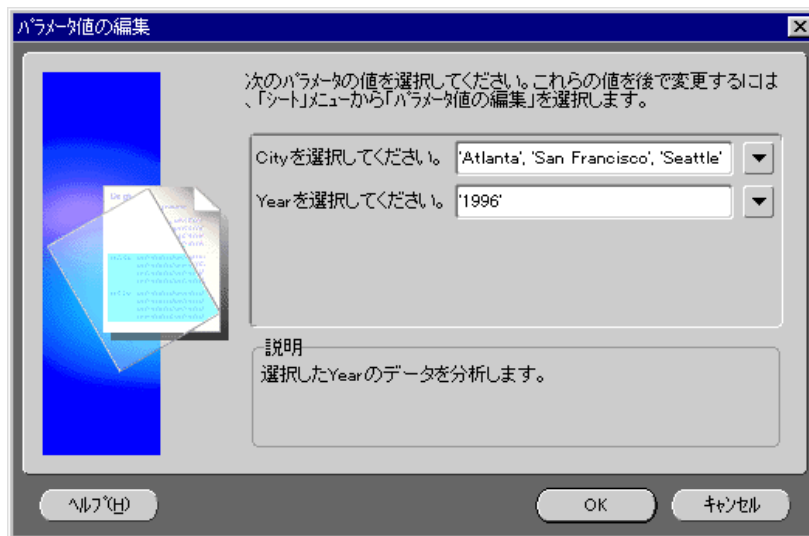 パラメータ値の編集
次のパラメータの値を選択してください。これらの値を後で変更するには
、「シート」メニューから「パラメータ値の編集」を選択します。
Cityを選択してください。 'Atlanta', 'San Francisco', 'Seattle'
Yearを選択してください。 '1996'
説明
選択したYearのデータを分析します。
ヘルプ(H) OK キャンセル